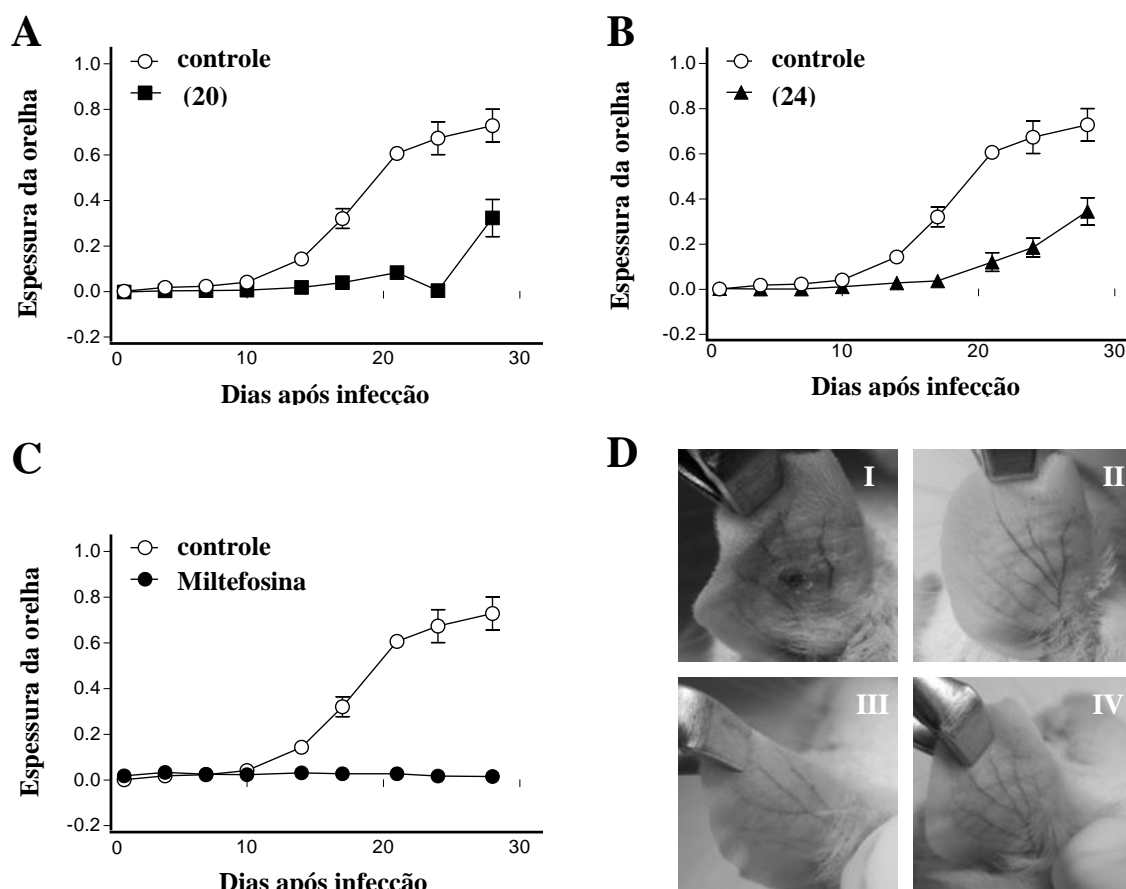 A
controle
(20)
Espessura da orelha
1.0
0.8
0.6
0.4
0.2
0.0
-0.2
0
10
20
30
Dias após infecção
B
controle
(24)
Espessura da orelha
1.0
0.8
0.6
0.4
0.2
0.0
-0.2
0
10
20
30
Dias após infecção
C
controle
Miltefosina
Espessura da orelha
1.0
0.8
0.6
0.4
0.2
0.0
-0.2
0
10
20
30
Dias após infecção
D
I
II
III
IV